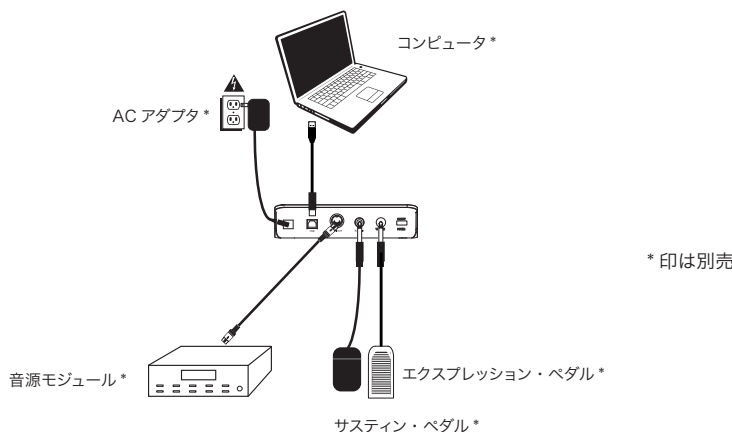 コンピュータ *
AC アダプタ *
* 印は別売
音源モジュール *
エクスプレッション・ペダル *
サスティン・ペダル *